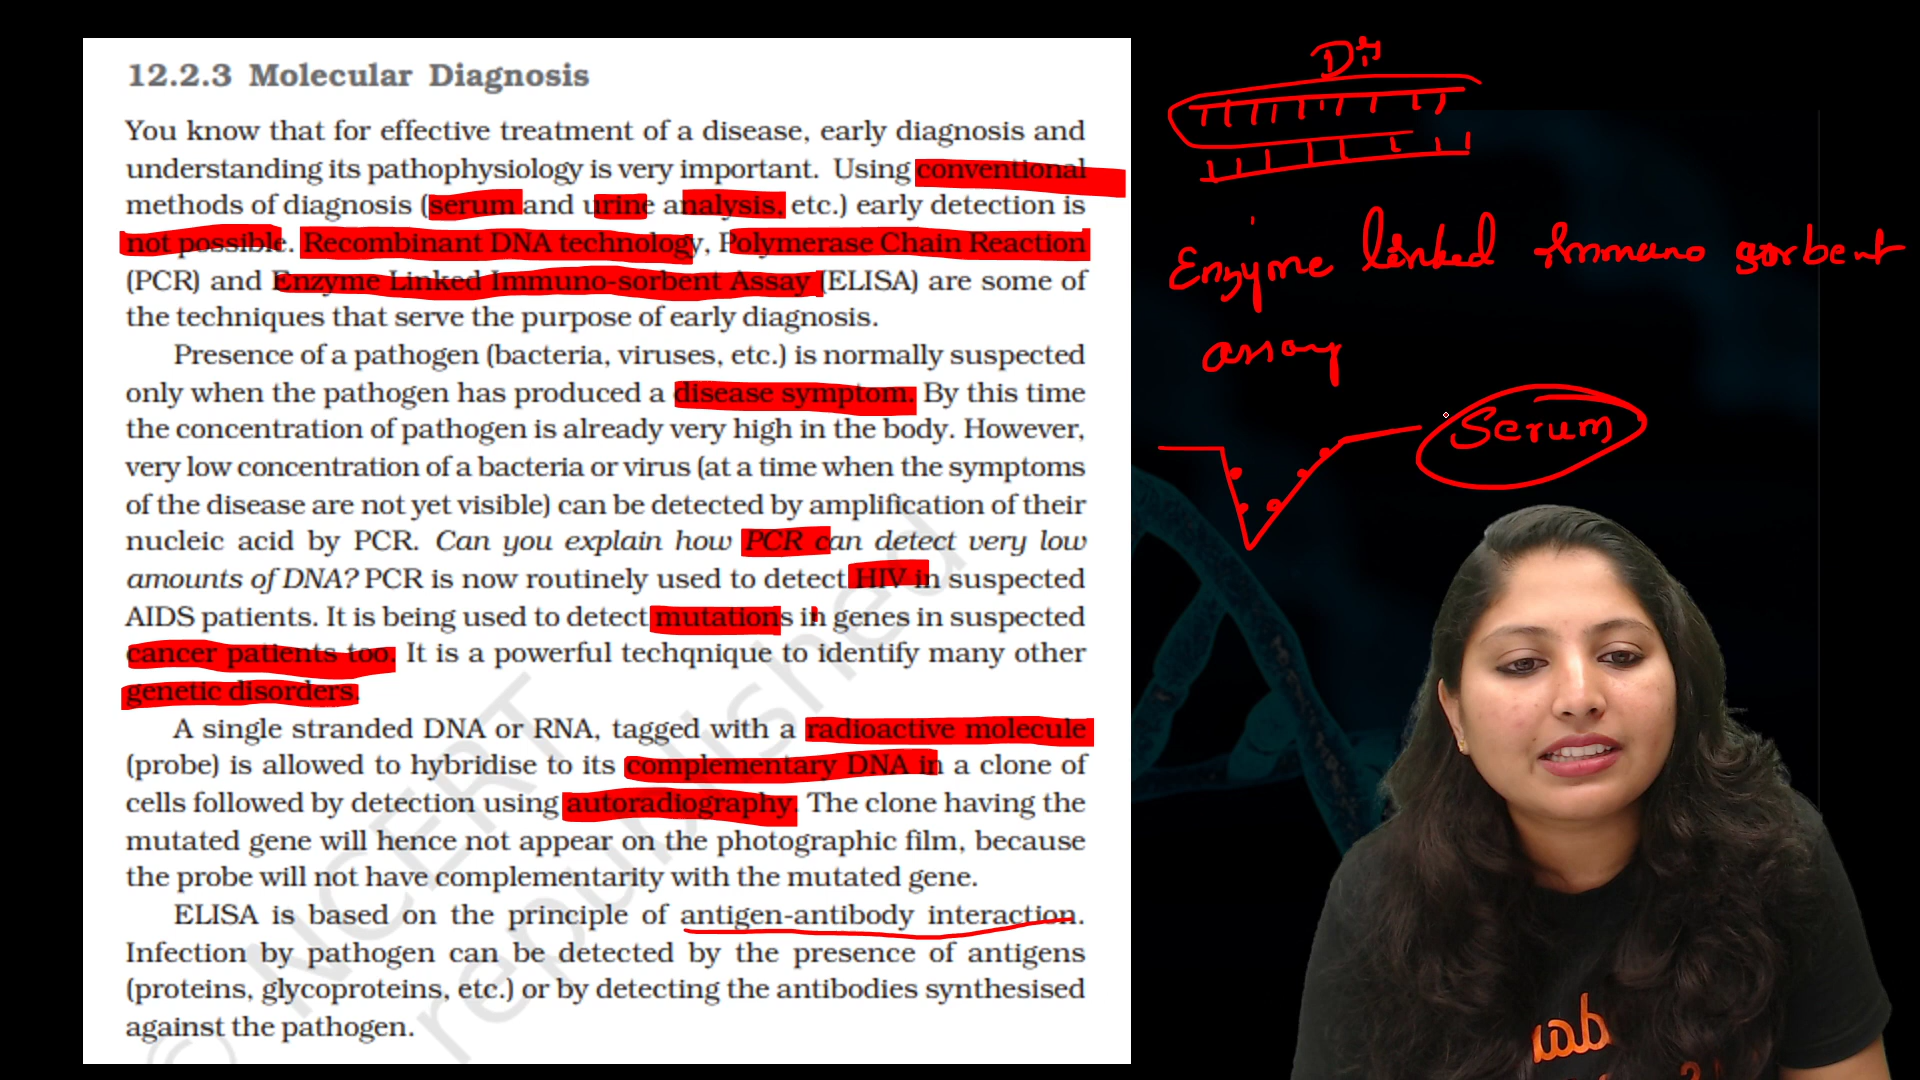 12.2.3 Molecular Diagnosis
You know that for effective treatment of a disease, early diagnosis and
understanding its pathophysiology is very important. Using conventional
methods of diagnosis (serum and urine analysis, etc.) early detection is
not possible. Recombinant DNA technology, Polymerase Chain Reaction
(PCR) and Enzyme Linked Immuno-sorbent Assay (ELISA) are some of
the techniques that serve the purpose of early diagnosis.
Presence of a pathogen (bacteria, viruses, etc.) is normally suspected
only when the pathogen has produced a disease symptom. By this time
the concentration of pathogen is already very high in the body. However,
very low concentration of a bacteria or virus (at a time when the symptoms
of the disease are not yet visible) can be detected by amplification of their
nucleic acid by PCR. Can you explain how PCR can detect very low
amounts of DNA? PCR is now routinely used to detect HIV in suspected
AIDS patients. It is being used to detect mutations in genes in suspected
cancer patients too. It is a powerful techqnique to identify many other
genetic disorders.
A single stranded DNA or RNA, tagged with a radioactive molecule
(probe) is allowed to hybridise to its complementary DNA in a clone of
cells followed by detection using autoradiography. The clone having the
mutated gene will hence not appear on the photographic film, because
the probe will not have complementarity with the mutated gene.
ELISA is based on the principle of antigen-antibody interaction.
Infection by pathogen can be detected by the presence of antigens
(proteins, glycoproteins, etc.) or by detecting the antibodies synthesised
against the pathogen.
© NCERT
republished
Enzyme linked Immuno sorbent
assay
Serum